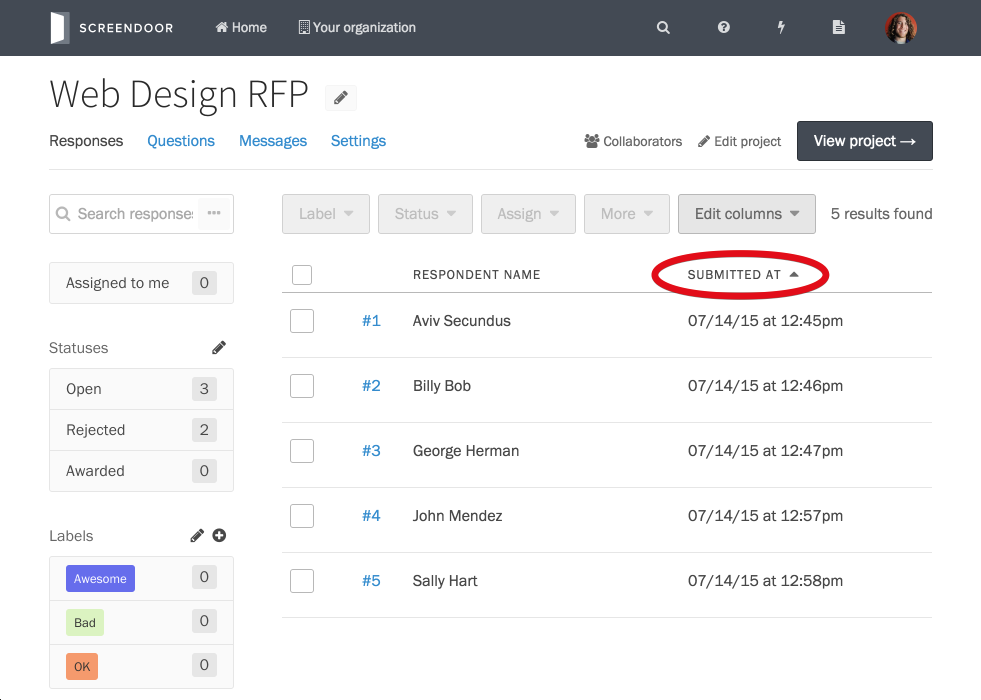 SCREENDOOR Home Your organization
Web Design RFP
Responses Questions Messages Settings Collaborators Edit project View project →
Search responses ... Label Status Assign More Edit columns 5 results found
Assigned to me 0
Statuses
Open 3
Rejected 2
Awarded 0
Labels
Awesome 0
Bad 0
OK 0
RESPONDENT NAME SUBMITTED AT
#1 Aviv Secundus 07/14/15 at 12:45pm
#2 Billy Bob 07/14/15 at 12:46pm
#3 George Herman 07/14/15 at 12:47pm
#4 John Mendez 07/14/15 at 12:57pm
#5 Sally Hart 07/14/15 at 12:58pm